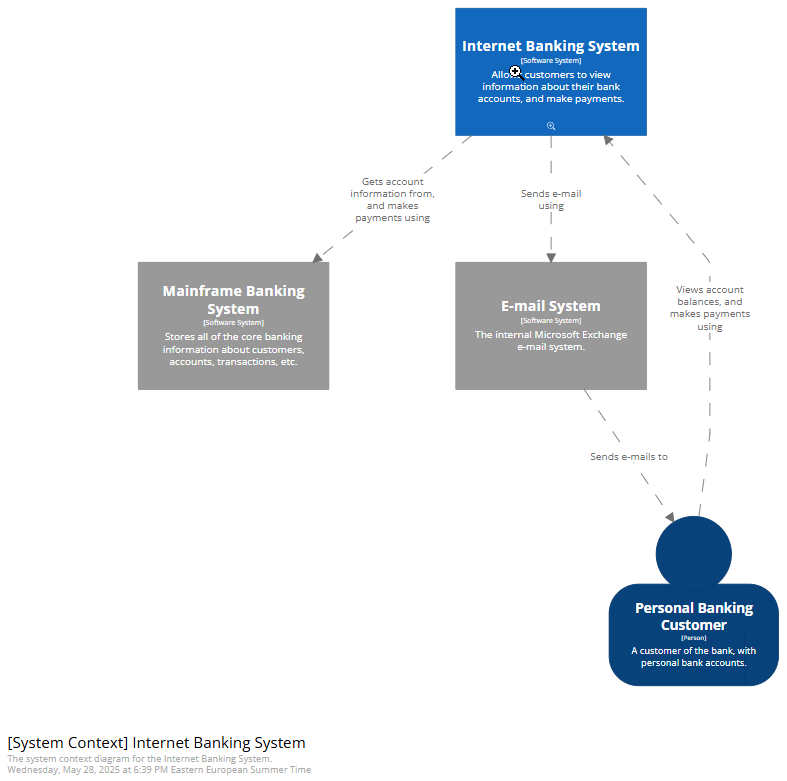 Internet Banking System
[Software System]
Allows customers to view
information about their bank
accounts, and make payments.
Gets account
information from,
and makes
payments using
Sends e-mail
using
Views account
balances, and
makes payments
using
Mainframe Banking
System
[Software System]
Stores all of the core banking
information about customers,
accounts, transactions, etc.
E-mail System
[Software System]
The internal Microsoft Exchange
e-mail system.
Sends e-mails to
Personal Banking
Customer
[Person]
A customer of the bank, with
personal bank accounts.
[System Context] Internet Banking System
The system context diagram for the Internet Banking System.
Wednesday, May 28, 2025 at 6:39 PM Eastern European Summer Time